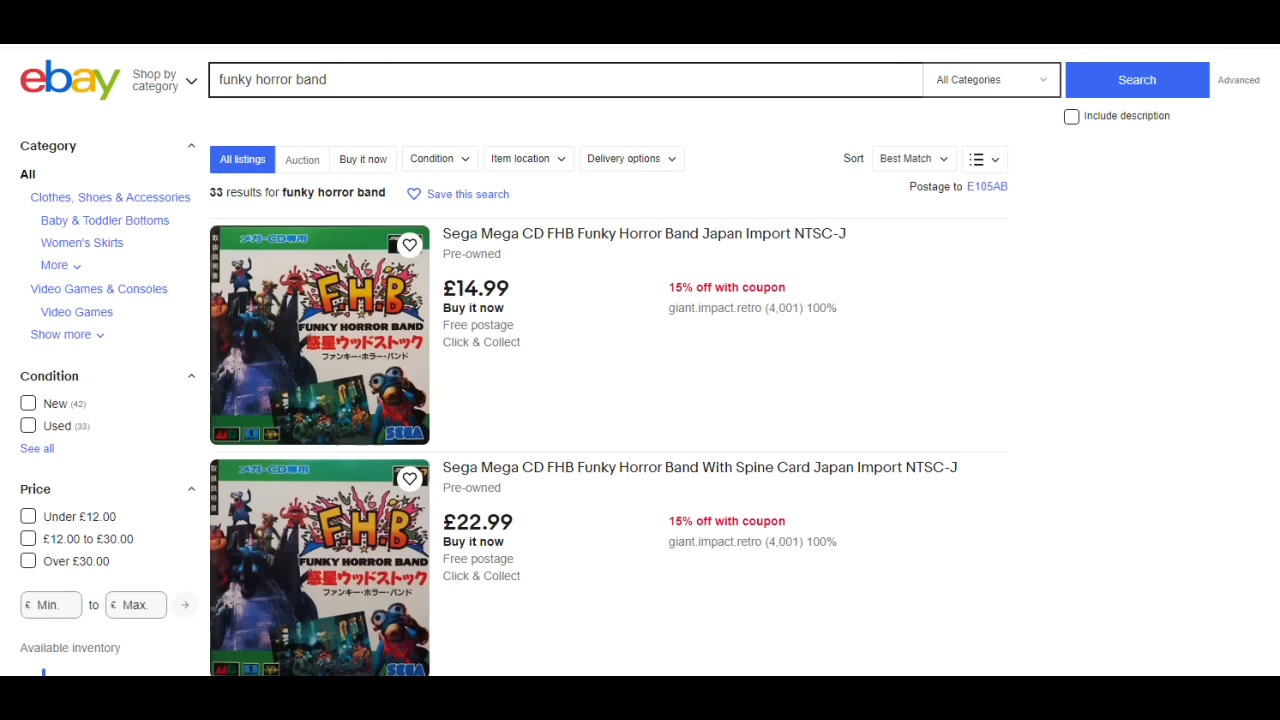 ebay
Shop by
category
funky horror band
All Categories
Search
Advanced
Include description
Category
All
Clothes, Shoes & Accessories
Baby & Toddler Bottoms
Women's Skirts
More
Video Games & Consoles
Video Games
Show more
Condition
New (42)
Used (33)
See all
Price
Under £12.00
£12.00 to £30.00
Over £30.00
£ Min. to £ Max.
Available inventory
All listings
Auction
Buy it now
Condition
Item location
Delivery options
Sort
Best Match
33 results for funky horror band
Save this search
Postage to E105AB
メガ-CD専用
取扱説明書
F.H.B
FUNKY HORROR BAND
惑星ウッドストック
ファンキー・ホラー・バンド
SEGA
Sega Mega CD FHB Funky Horror Band Japan Import NTSC-J
Pre-owned
£14.99
Buy it now
Free postage
Click & Collect
15% off with coupon
giant.impact.retro (4,001) 100%
メガ-CD専用
取扱説明書
F.H.B
FUNKY HORROR BAND
惑星ウッドストック
ファンキー・ホラー・バンド
SEGA
Sega Mega CD FHB Funky Horror Band With Spine Card Japan Import NTSC-J
Pre-owned
£22.99
Buy it now
Free postage
Click & Collect
15% off with coupon
giant.impact.retro (4,001) 100%